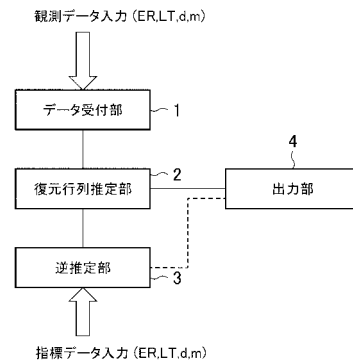 観測データ入力 (ER,LT,d,m)
データ受付部
1
復元行列推定部
2
出力部
4
逆推定部
3
指標データ入力 (ER,LT,d,m)